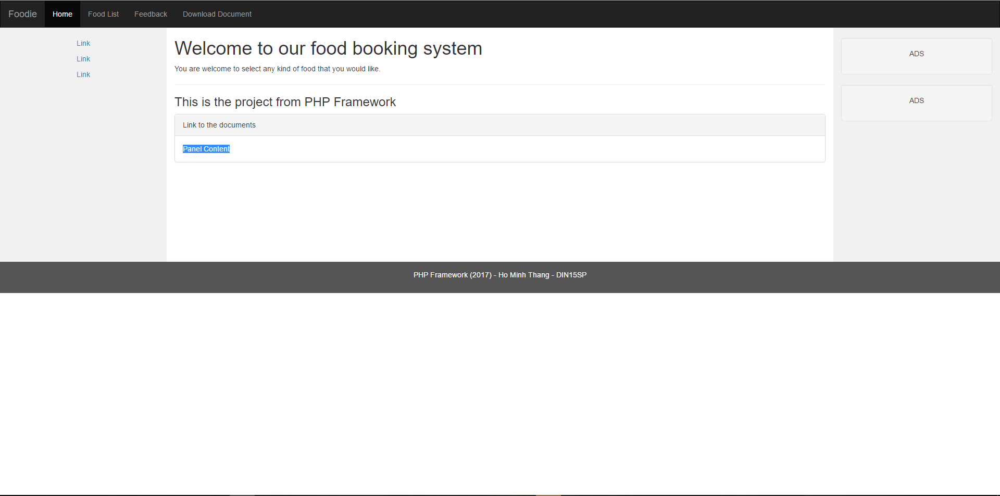 Foodie Home Food List Feedback Download Document
Link
Link
Link
Welcome to our food booking system
You are welcome to select any kind of food that you would like.
This is the project from PHP Framework
Link to the documents
Panel Content
ADS
ADS
PHP Framework (2017) - Ho Minh Thang - DIN15SP